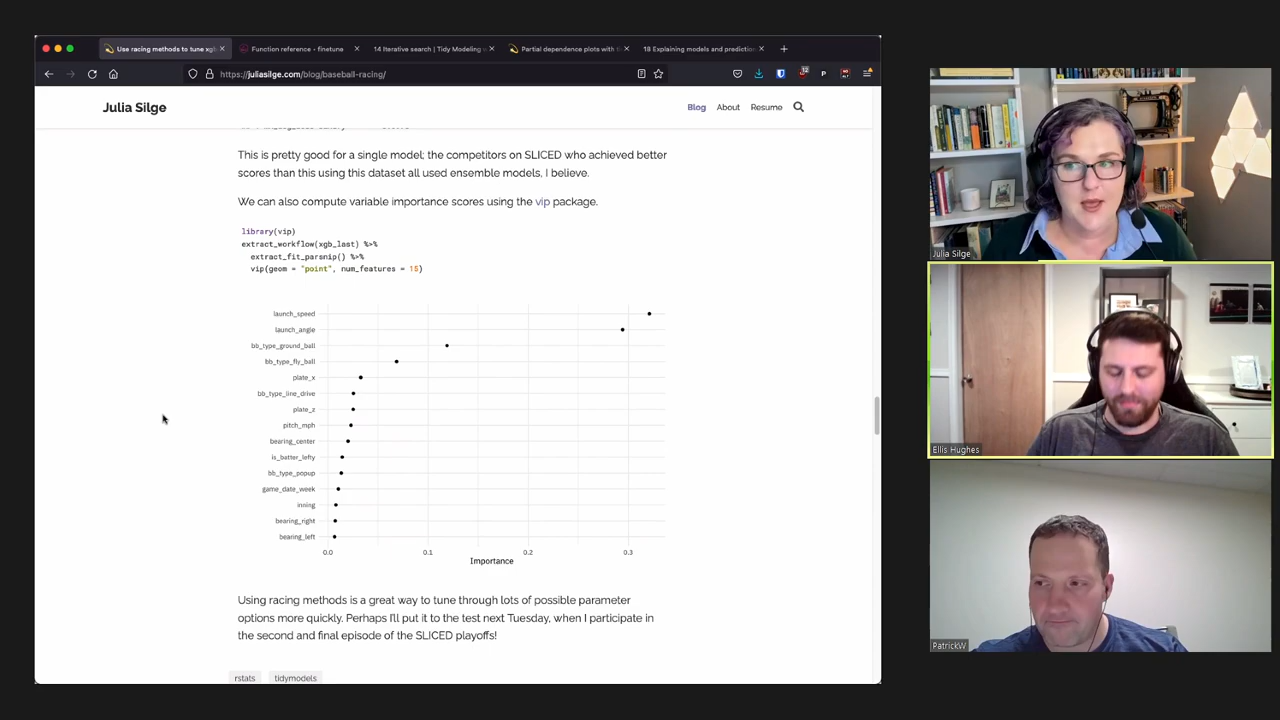 Use racing methods to tune xgb
Function reference - finetune
14 Iterative search | Tidy Modeling w
Partial dependence plots with t
18 Explaining models and prediction
https://juliasilge.com/blog/baseball-racing/
12
Julia Silge
Blog
About
Resume
This is pretty good for a single model; the competitors on SLICED who achieved better
scores than this using this dataset all used ensemble models, I believe.
We can also compute variable importance scores using the vip package.
library(vip)
extract_workflow(xgb_last) %>%
extract_fit_parsnip() %>%
vip(geom = "point", num_features = 15)
launch_speed
launch_angle
bb_type_ground_ball
bb_type_fly_ball
plate_x
bb_type_line_drive
plate_z
pitch_mph
bearing_center
is_batter_lefty
bb_type_popup
game_date_week
inning
bearing_right
bearing_left
0.0
0.1
0.2
0.3
Importance
Using racing methods is a great way to tune through lots of possible parameter
options more quickly. Perhaps I'll put it to the test next Tuesday, when I participate in
the second and final episode of the SLICED playoffs!
rstats
tidymodels
Julia Silge
Ellis Hughes
PatrickW